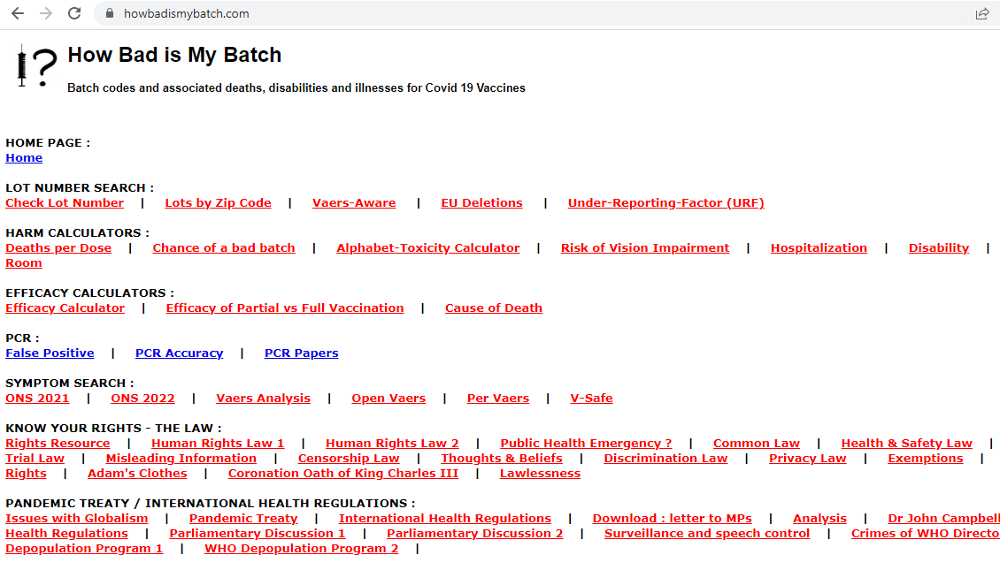 howbadismybatch.com
How Bad is My Batch
Batch codes and associated deaths, disabilities and illnesses for Covid 19 Vaccines
HOME PAGE :
Home
LOT NUMBER SEARCH :
Check Lot Number | Lots by Zip Code | Vaers-Aware | EU Deletions | Under-Reporting-Factor (URF)
HARM CALCULATORS :
Deaths per Dose | Chance of a bad batch | Alphabet-Toxicity Calculator | Risk of Vision Impairment | Hospitalization | Disability |
Room
EFFICACY CALCULATORS :
Efficacy Calculator | Efficacy of Partial vs Full Vaccination | Cause of Death
PCR :
False Positive | PCR Accuracy | PCR Papers
SYMPTOM SEARCH :
ONS 2021 | ONS 2022 | Vaers Analysis | Open Vaers | Per Vaers | V-Safe
KNOW YOUR RIGHTS - THE LAW :
Rights Resource | Human Rights Law 1 | Human Rights Law 2 | Public Health Emergency ? | Common Law | Health & Safety Law |
Trial Law | Misleading Information | Censorship Law | Thoughts & Beliefs | Discrimination Law | Privacy Law | Exemptions |
Rights | Adam's Clothes | Coronation Oath of King Charles III | Lawlessness
PANDEMIC TREATY / INTERNATIONAL HEALTH REGULATIONS :
Issues with Globalism | Pandemic Treaty | International Health Regulations | Download : letter to MPs | Analysis | Dr John Campbell
Health Regulations | Parliamentary Discussion 1 | Parliamentary Discussion 2 | Surveillance and speech control | Crimes of WHO Directo
Depopulation Program 1 | WHO Depopulation Program 2 |